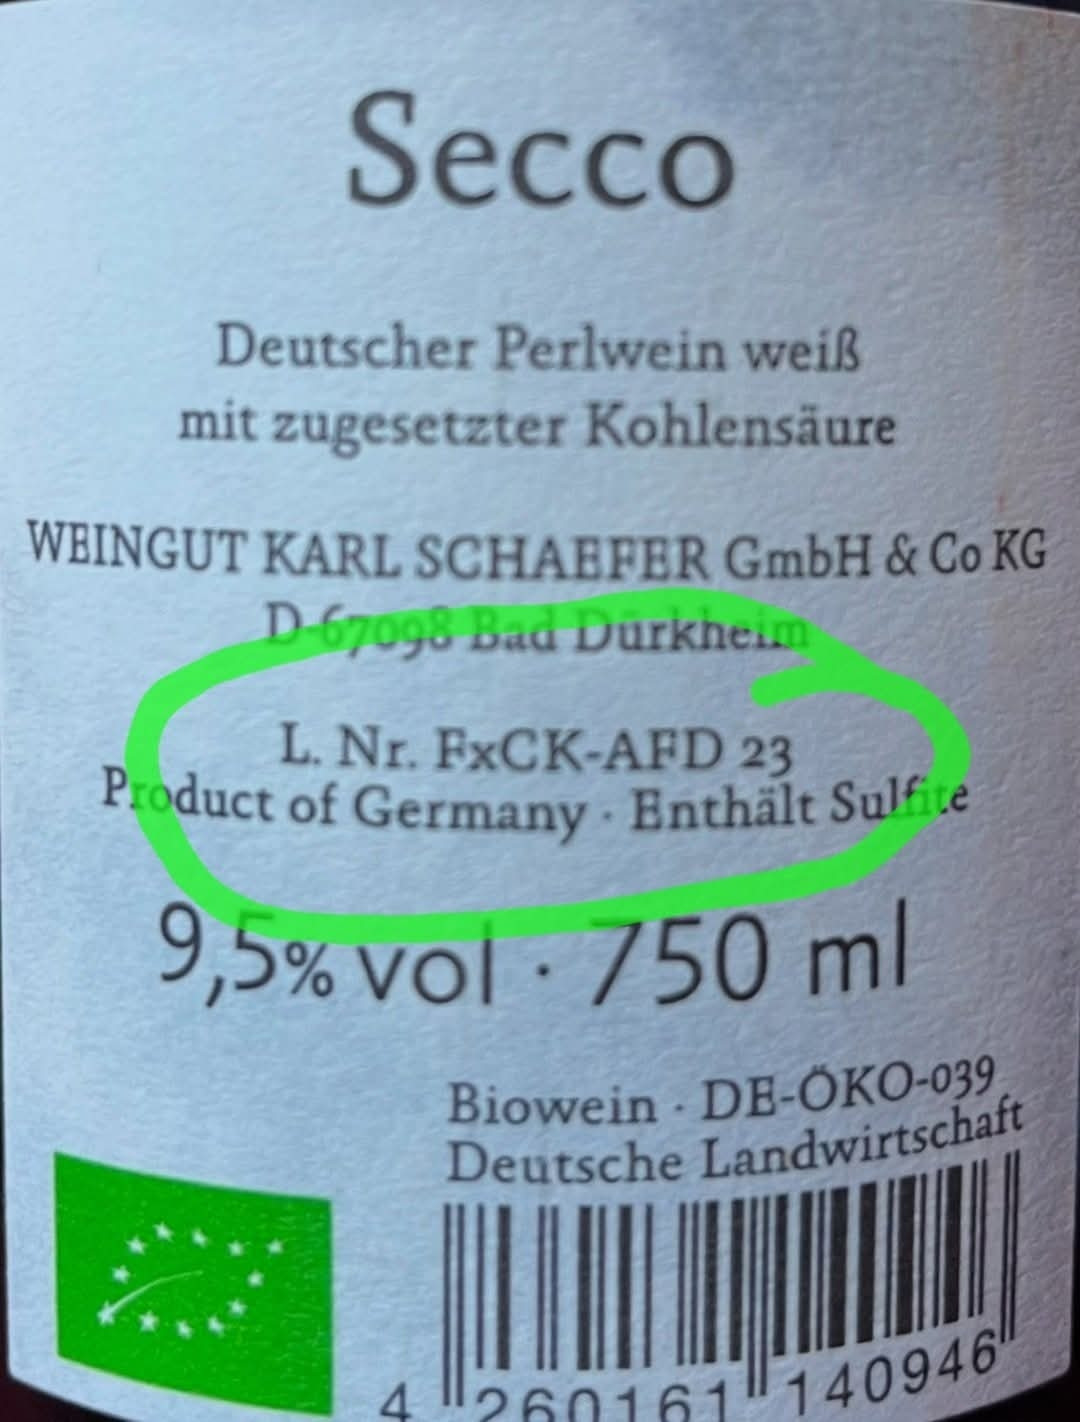 Secco
Deutscher Perlwein weiß
mit zugesetzter Kohlensäure
WEINGUT KARL SCHAEFER GmbH & Co KG
D-67098 Bad Dürkheim
L. Nr. FxCK-AFD 23
Product of Germany · Enthält Sulfite
9,5% vol · 750 ml
Biowein · DE-ÖKO-039
Deutsche Landwirtschaft
4 260161 140946